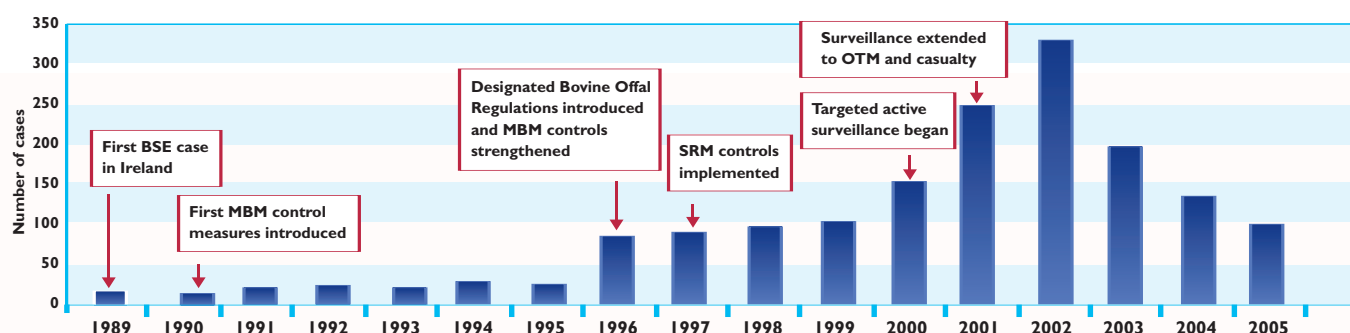 Number of cases
350
300
250
200
150
100
50
0
First BSE case
in Ireland
First MBM control
measures introduced
Designated Bovine Offal
Regulations introduced
and MBM controls
strengthened
SRM controls
implemented
Targeted active
surveillance began
Surveillance extended
to OTM and casualty
1989 1990 1991 1992 1993 1994 1995 1996 1997 1998 1999 2000 2001 2002 2003 2004 2005